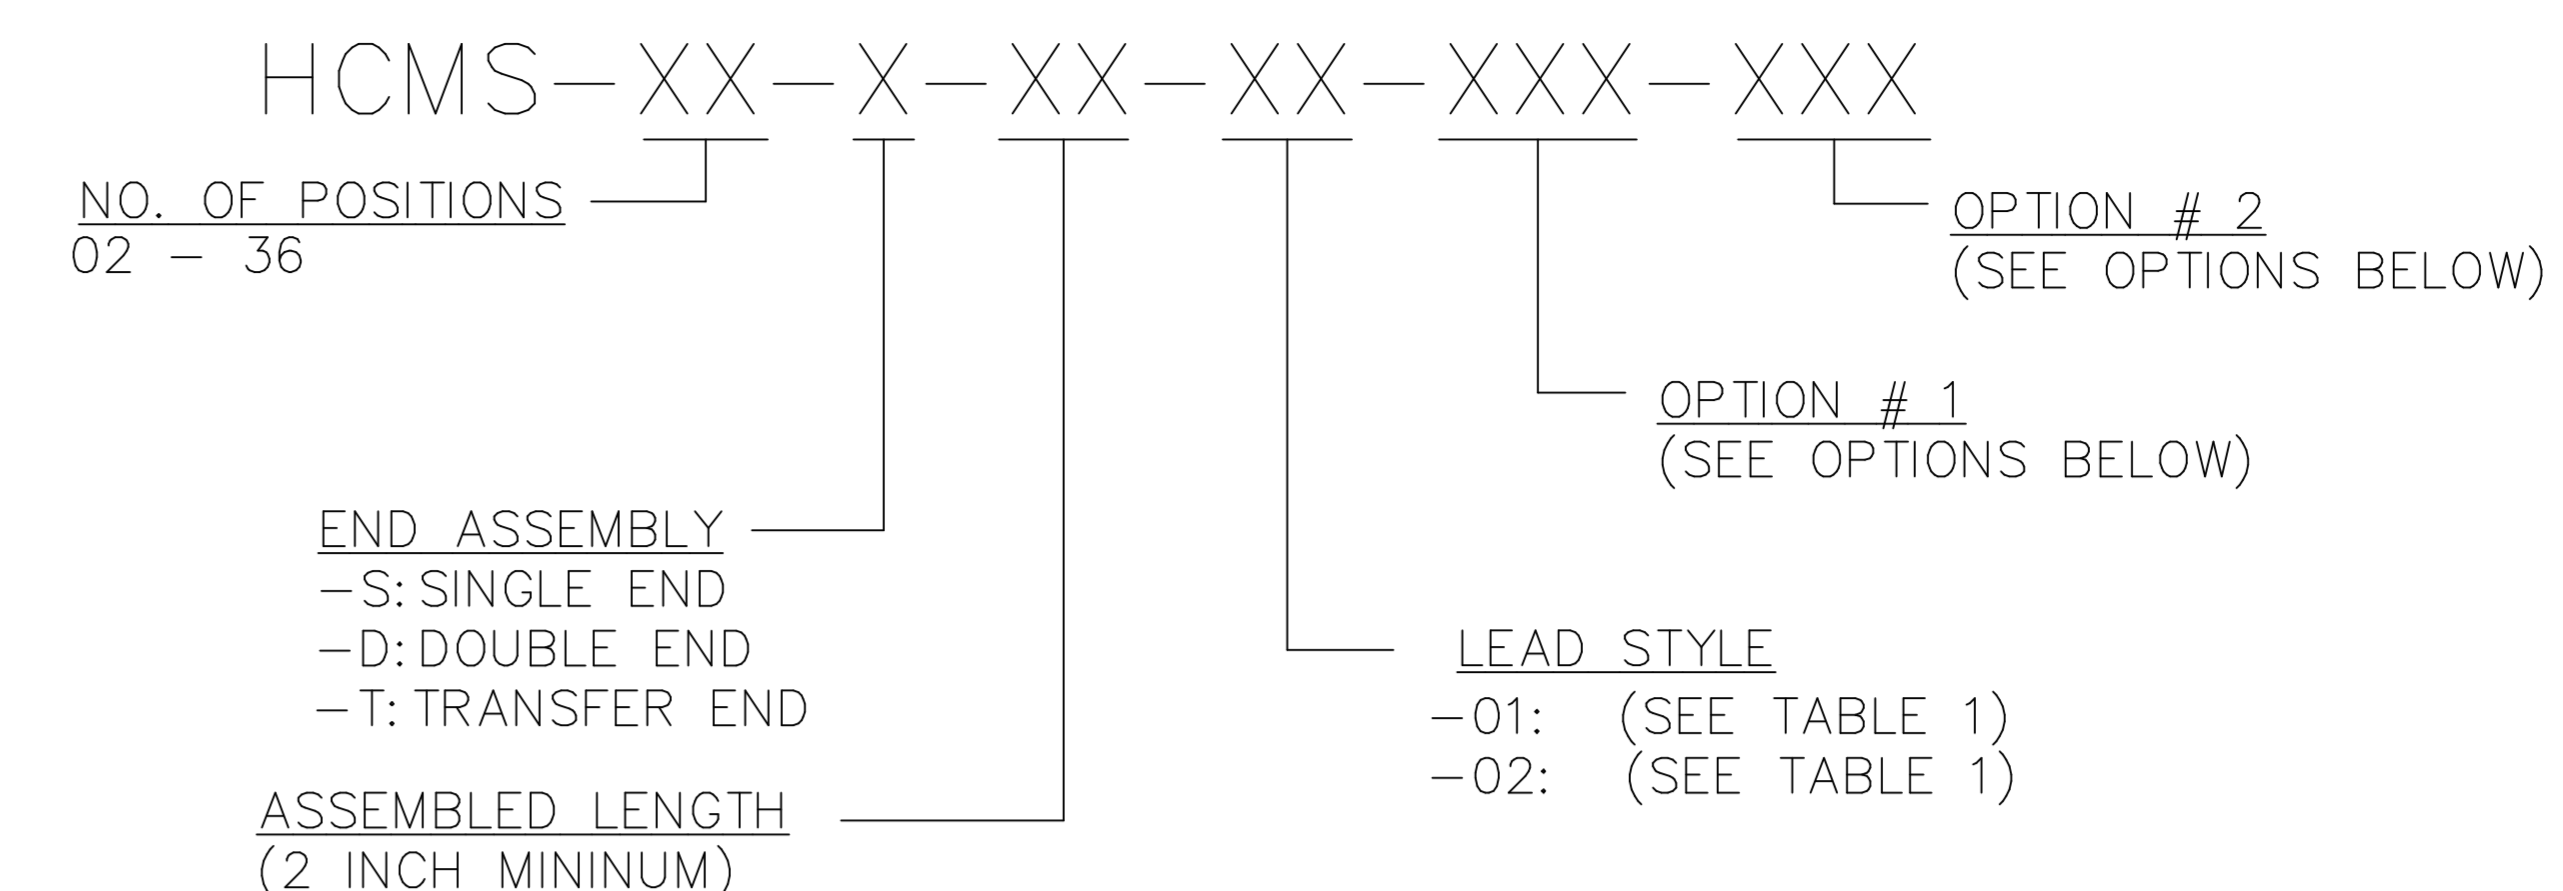 HCMS-XX-X-XX-XX-XXX-XXX
NO. OF POSITIONS
02 - 36
OPTION # 2
(SEE OPTIONS BELOW)
OPTION # 1
(SEE OPTIONS BELOW)
END ASSEMBLY
-S: SINGLE END
-D: DOUBLE END
-T: TRANSFER END
LEAD STYLE
-01: (SEE TABLE 1)
-02: (SEE TABLE 1)
ASSEMBLED LENGTH
(2 INCH MININUM)